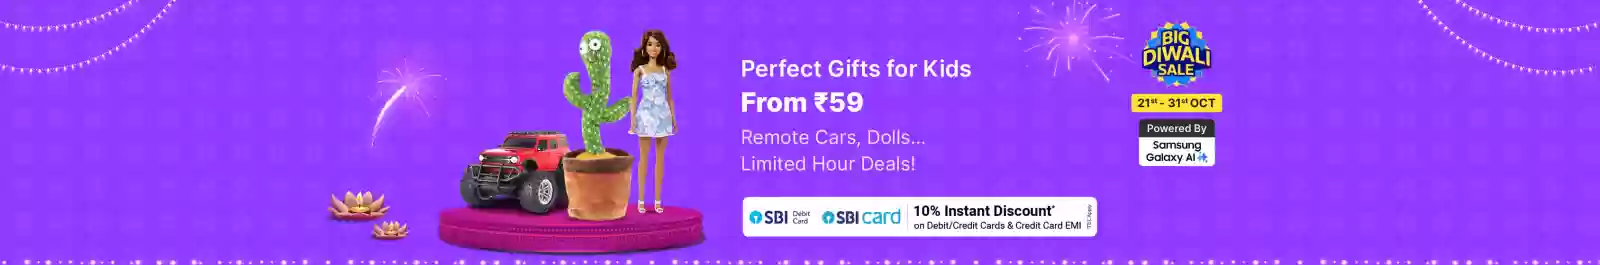 Perfect Gifts for Kids
From ₹59
Remote Cars, Dolls...
Limited Hour Deals!
SBI Debit Card
SBI card
10% Instant Discount*
on Debit/Credit Cards & Credit Card EMI
*T&C Apply
BIG
DIWALI
SALE
21st - 31st OCT
Powered By
Samsung
Galaxy AI